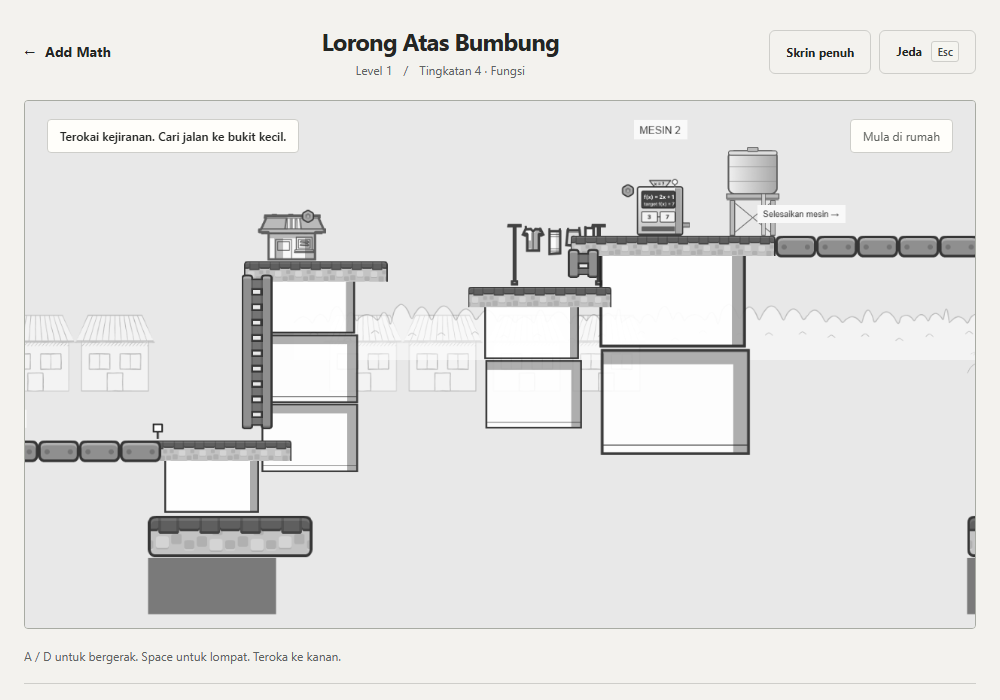 ← Add Math
Lorong Atas Bumbung
Level 1 / Tingkatan 4 · Fungsi
Skrin penuh
Jeda Esc
Terokai kejiranan. Cari jalan ke bukit kecil.
MESIN 2
Mula di rumah
f(x) = 2x + 1
target f(x) = 7
3
7
Selesaikan mesin →
A / D untuk bergerak. Space untuk lompat. Teroka ke kanan.